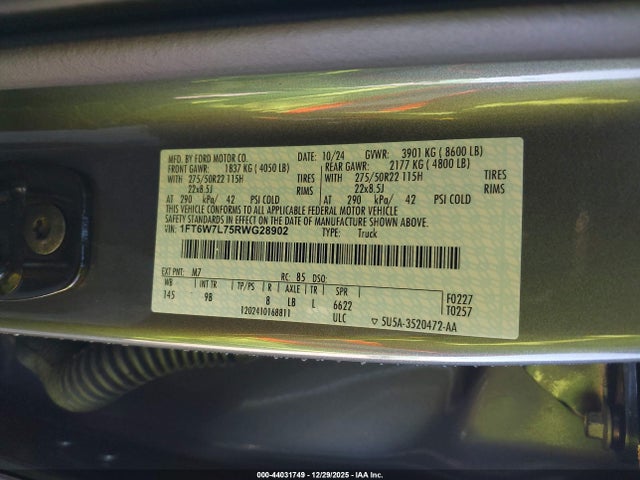 MFD. BY FORD MOTOR CO. DATE: 10/24 GVWR: 3901 KG ( 8600 LB)
FRONT GAWR: 1837 KG ( 4050 LB) REAR GAWR: 2177 KG ( 4800 LB)
WITH 275/50R22 115H TIRES WITH 275/50R22 115H TIRES
22x8.5J RIMS 22x8.5J RIMS
AT 290 kPa/ 42 PSI COLD AT 290 kPa/ 42 PSI COLD
THIS VEHICLE CONFORMS TO ALL APPLICABLE FEDERAL MOTOR VEHICLE
SAFETY STANDARDS IN EFFECT ON THE DATE OF MANUFACTURE SHOWN ABOVE.
VIN: 1FT6W7L75RWG28902 TYPE: Truck
EXT PNT: M7 RC: 85 DSO:
WB INT TR TP/PS R AXLE TR SPR F0227
145 9B 8 LB L 6622 T0257
1202410168811 ULC 5U5A-3520472-AA
000-44031749 | 12/29/2025 | IAA Inc.